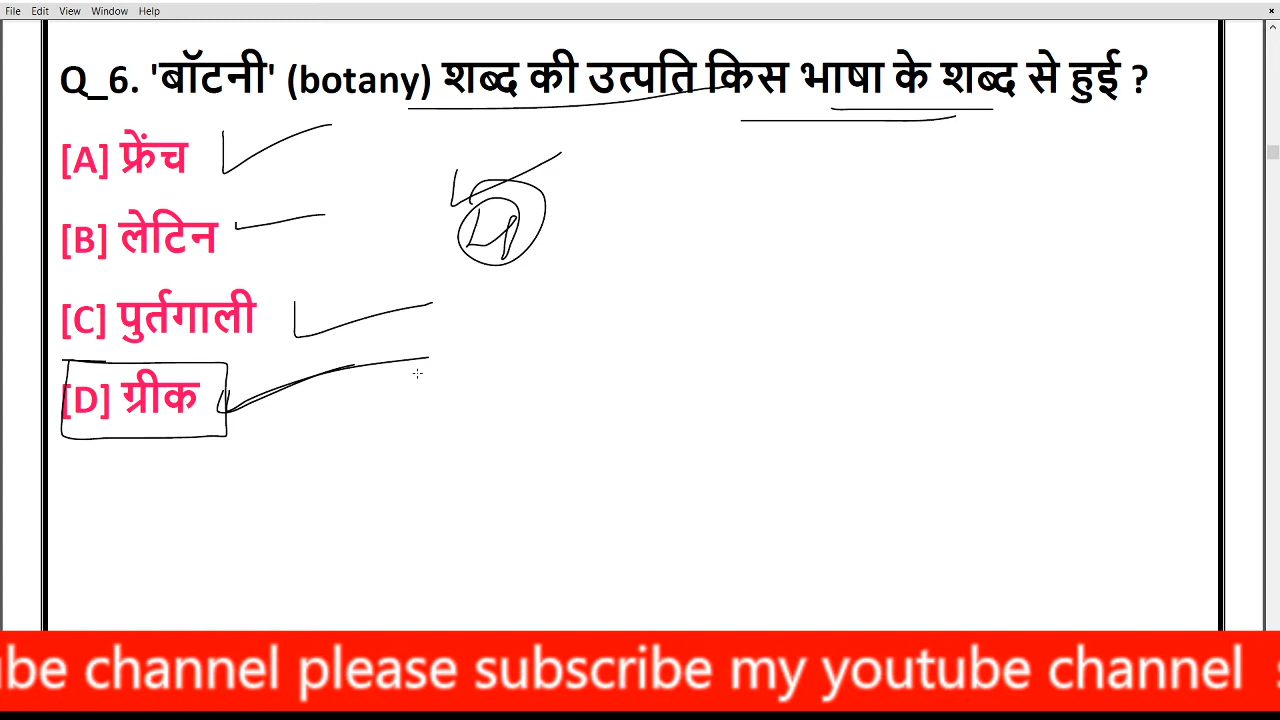 File Edit View Window Help
Q_6. 'बॉटनी' (botany) शब्द की उत्पति किस भाषा के शब्द से हुई ?
[A] फ्रेंच
[B] लेटिन
[C] पुर्तगाली
[D] ग्रीक
be channel please subscribe my youtube channel